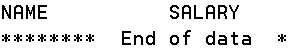 NAME SALARY
******** End of data *